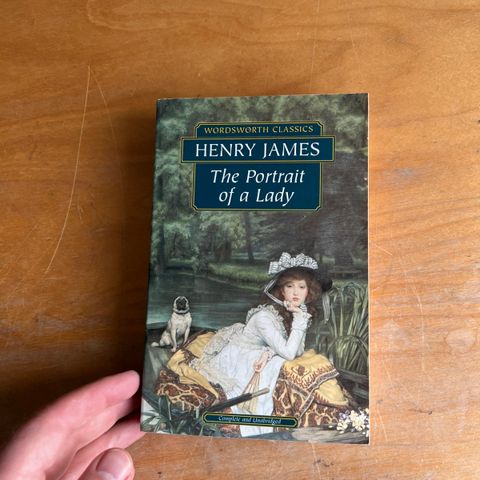 WORDSWORTH CLASSICS
HENRY JAMES
The Portrait
of a Lady
Complete and Unabridged